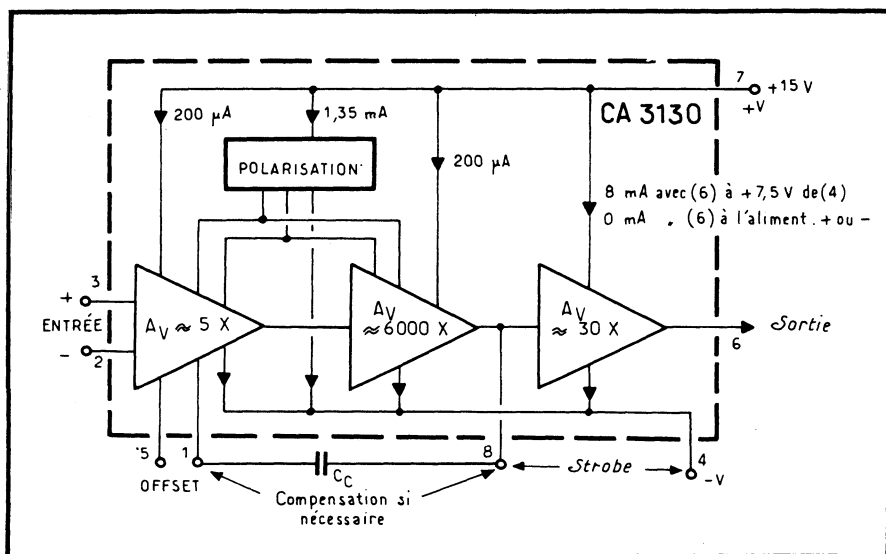 7
+15 V
+V
CA 3130
200 µA
1,35 mA
POLARISATION
200 µA
8 mA avec (6) à +7,5 V de (4)
0 mA " (6) à l'aliment. + ou -
3
+
ENTRÉE
-
2
AV ≈ 5 X
AV
≈ 6000 X
AV
≈ 30 X
Sortie
6
5
1
8
4
-V
OFFSET
CC
Strobe
Compensation si
nécessaire